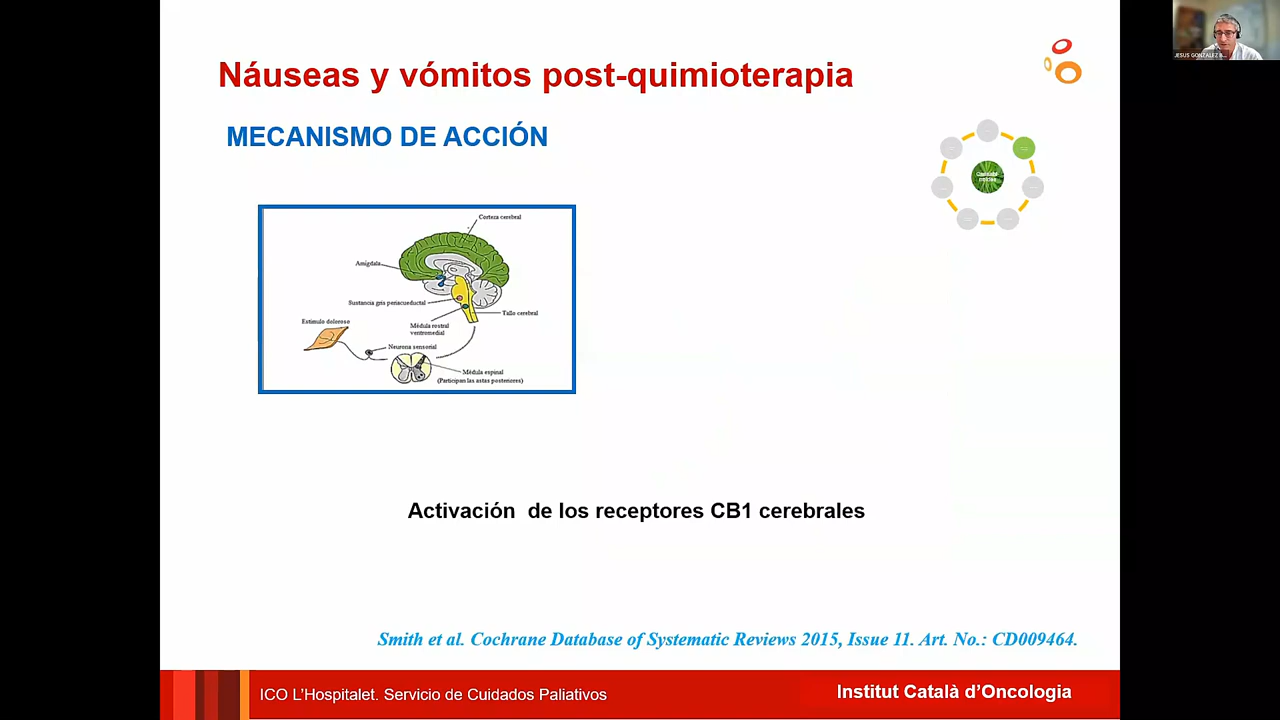 JESUS GONZALEZ B...
Náuseas y vómitos post-quimioterapia
MECANISMO DE ACCIÓN
Corteza cerebral
Amígdala
Sustancia gris periacueductal
Tallo cerebral
Estímulo doloroso
Médula rostral
ventromedial
Neurona sensorial
Médula espinal
(Participan las astas posteriores)
Activación de los receptores CB1 cerebrales
Smith et al. Cochrane Database of Systematic Reviews 2015, Issue 11. Art. No.: CD009464.
ICO L'Hospitalet. Servicio de Cuidados Paliativos
Institut Català d'Oncologia